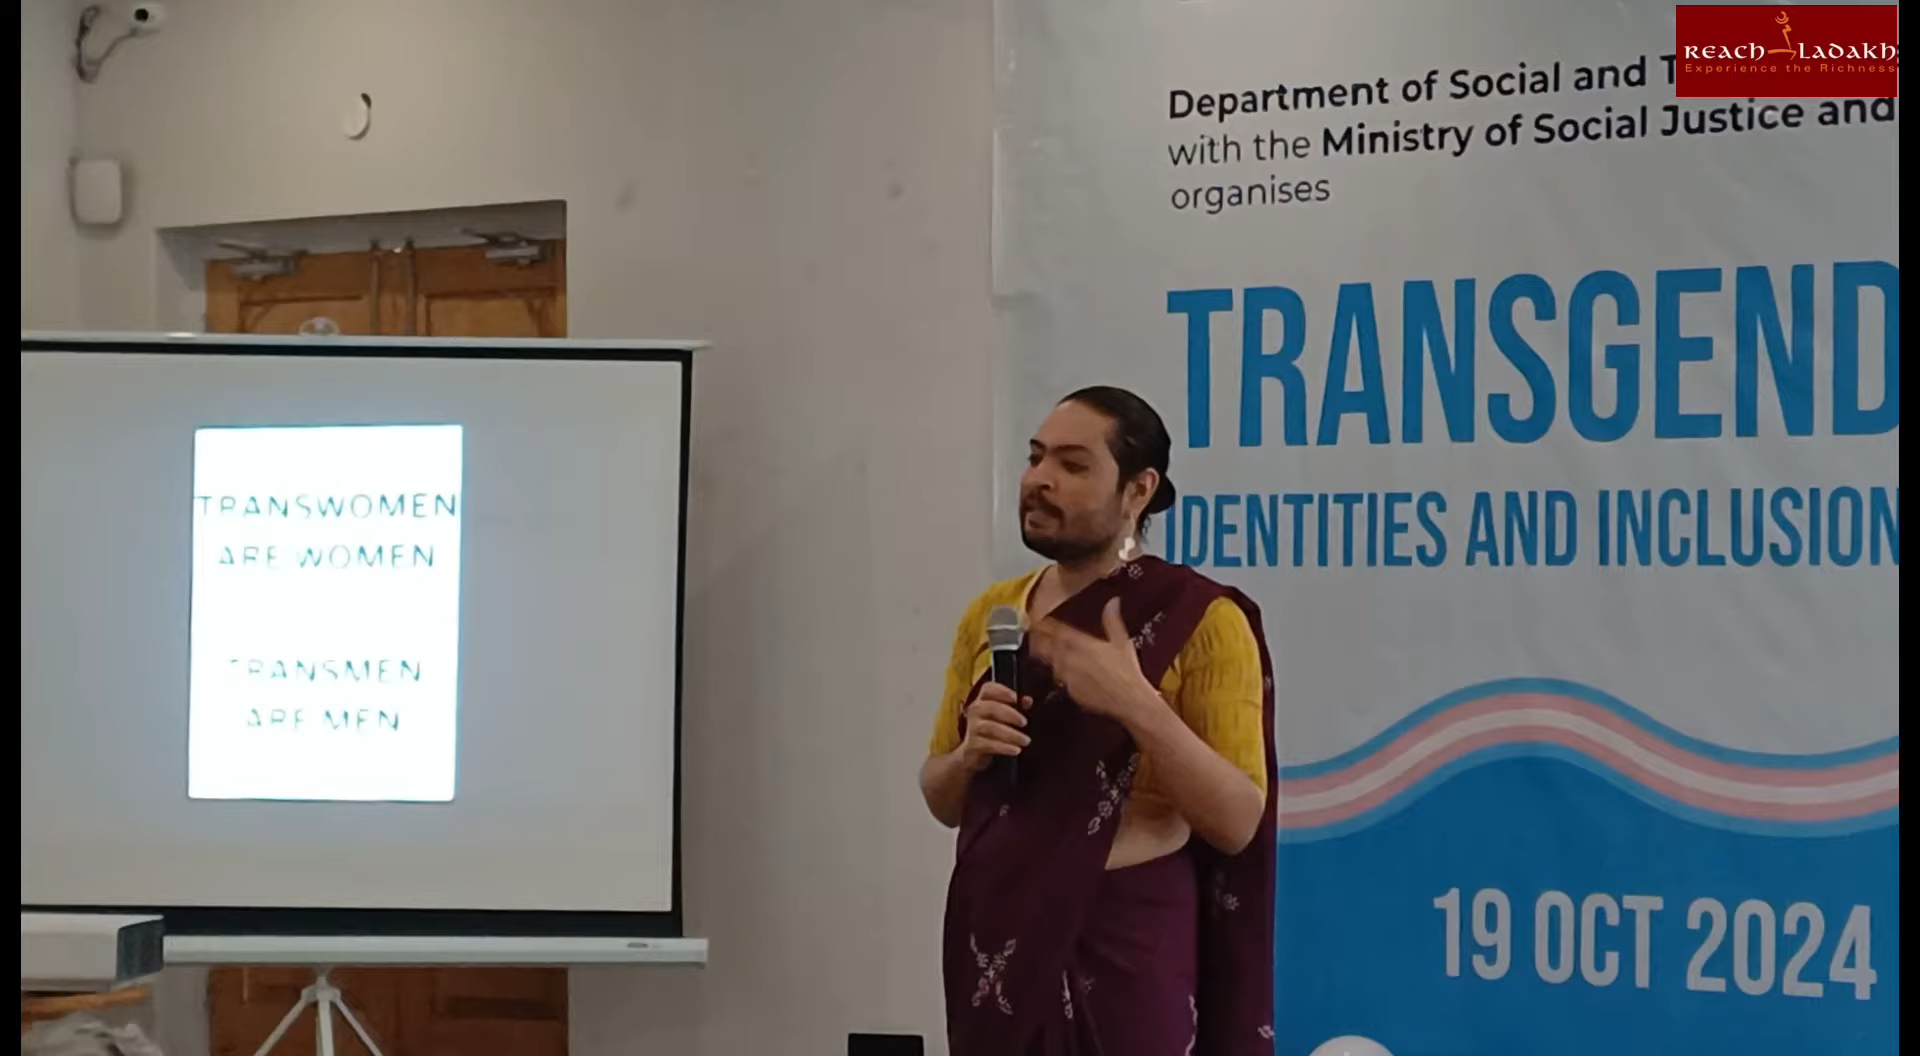 REACH LADAKH
Experience the Richness
Department of Social and
with the Ministry of Social Justice and
organises
TRANSGEND
IDENTITIES AND INCLUSION
19 OCT 2024
TRANSWOMEN
ARE WOMEN
TRANSMEN
ARE MEN